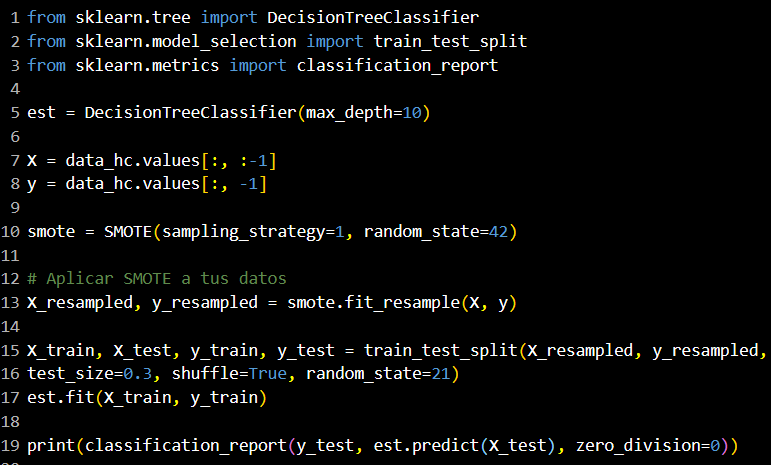 1 from sklearn.tree import DecisionTreeClassifier
2 from sklearn.model_selection import train_test_split
3 from sklearn.metrics import classification_report
4
5 est = DecisionTreeClassifier(max_depth=10)
6
7 X = data_hc.values[:, :-1]
8 y = data_hc.values[:, -1]
9
10 smote = SMOTE(sampling_strategy=1, random_state=42)
11
12 # Aplicar SMOTE a tus datos
13 X_resampled, y_resampled = smote.fit_resample(X, y)
14
15 X_train, X_test, y_train, y_test = train_test_split(X_resampled, y_resampled,
16 test_size=0.3, shuffle=True, random_state=21)
17 est.fit(X_train, y_train)
18
19 print(classification_report(y_test, est.predict(X_test), zero_division=0))